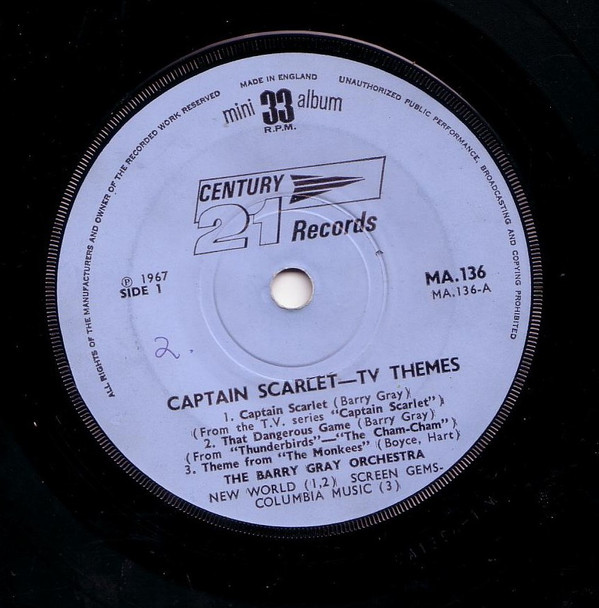 MADE IN ENGLAND
ALL RIGHTS OF THE MANUFACTURERS AND OWNER OF THE RECORDED WORK RESERVED
UNAUTHORIZED PUBLIC PERFORMANCE, BROADCASTING AND COPYING PROHIBITED
mini 33 album
R.P.M.
CENTURY
21 Records
Ⓟ 1967
SIDE 1
MA.136
MA.136-A
2.
CAPTAIN SCARLET—TV THEMES
1. Captain Scarlet (Barry Gray)
(From the T.V. series "Captain Scarlet")
2. That Dangerous Game (Barry Gray)
(From "Thunderbirds"—"The Cham-Cham")
3. Theme from "The Monkees" (Boyce, Hart)
THE BARRY GRAY ORCHESTRA
NEW WORLD (1,2) SCREEN GEMS-
COLUMBIA MUSIC (3)